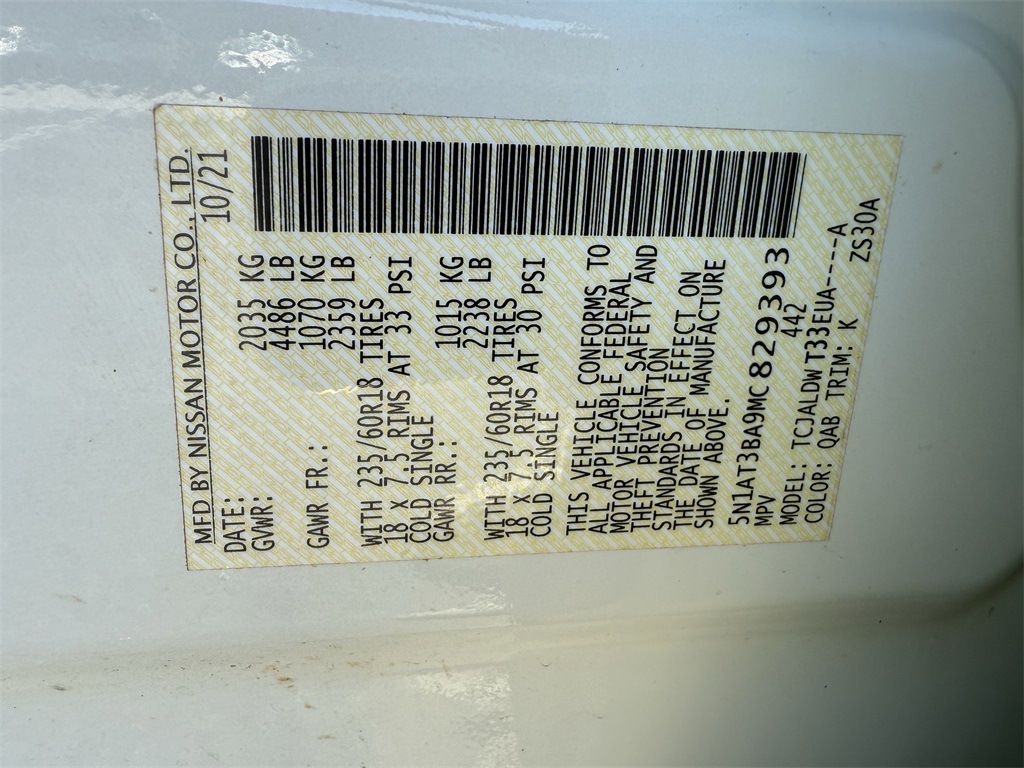 MFD BY NISSAN MOTOR CO., LTD.
DATE: 10/21
GVWR: 2035 KG
4486 LB
GAWR FR.: 1070 KG
2359 LB
WITH 235/60R18 TIRES
18 X 7.5 RIMS AT 33 PSI
COLD SINGLE
GAWR RR.: 1015 KG
2238 LB
WITH 235/60R18 TIRES
18 X 7.5 RIMS AT 30 PSI
COLD SINGLE
THIS VEHICLE CONFORMS TO
ALL APPLICABLE FEDERAL
MOTOR VEHICLE SAFETY AND
THEFT PREVENTION
STANDARDS IN EFFECT ON
THE DATE OF MANUFACTURE
SHOWN ABOVE.
5N1AT3BA9MC829393
MPV 442
MODEL: TCJALDWT33EUA----A
COLOR: QAB TRIM: K ZS30A